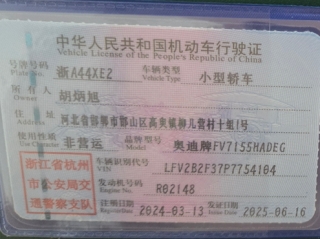 中华人民共和国机动车行驶证
Vehicle License of the People's Republic of China
号牌号码 浙A44XE2 车辆类型 小型轿车
Plate No. Vehicle Type
所有人 胡炳旭
Owner
住址 河北省邯郸市邯山区高臾镇柳儿营村十组1号
Address
使用性质 非营运 品牌型号 奥迪牌FV7155HADEG
Use Character Model
浙江省杭州市公安局交通警察支队
车辆识别代号 LFV2B2F37P7754104
VIN
发动机号码 R02148
Engine No.
注册日期 2024-03-13 发证日期 2025-06-16
Register Date Issue Date